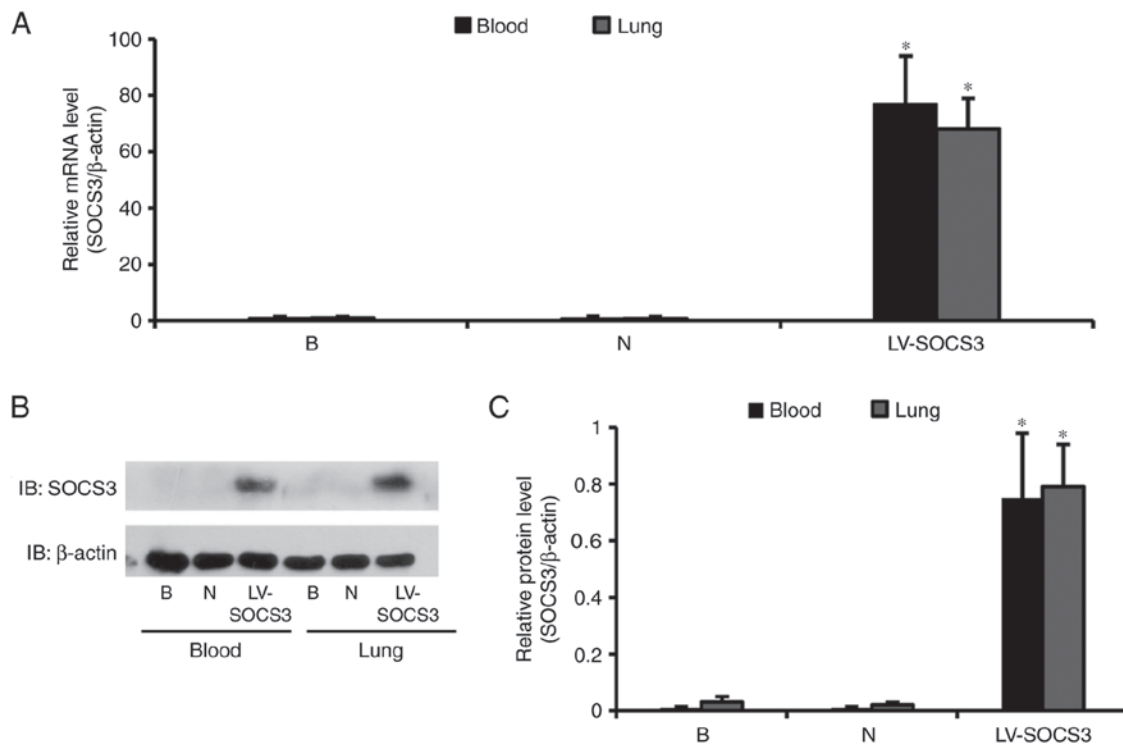 A
Blood Lung
Relative mRNA level
(SOCS3/β-actin)
100
80
60
40
20
0
* *
B N LV-SOCS3
B
IB: SOCS3
IB: β-actin
B N LV- B N LV-
SOCS3 SOCS3
Blood Lung
C
Blood Lung
Relative protein level
(SOCS3/β-actin)
1
0.8
0.6
0.4
0.2
0
* *
B N LV-SOCS3